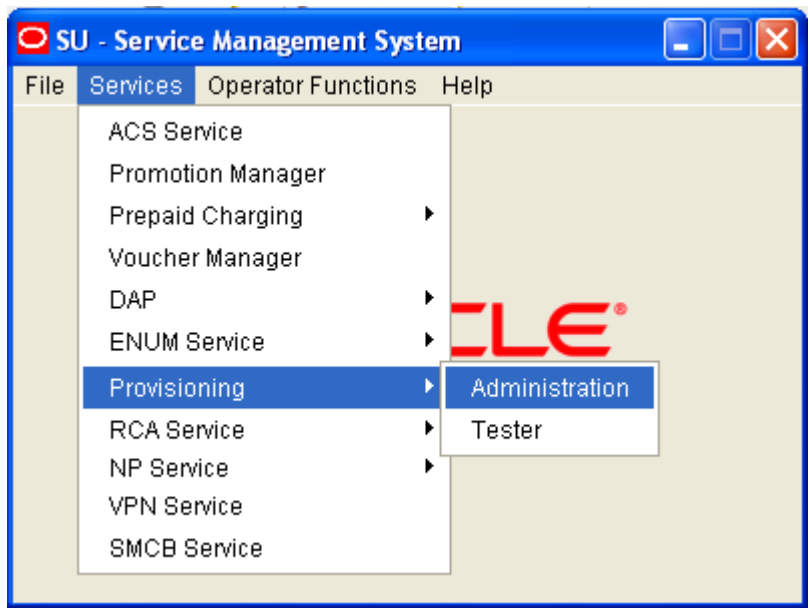 SU - Service Management System
File Services Operator Functions Help
ACS Service
Promotion Manager
Prepaid Charging
Voucher Manager
DAP
ENUM Service
Provisioning
Administration
RCA Service
Tester
NP Service
VPN Service
SMCB Service
CLE®